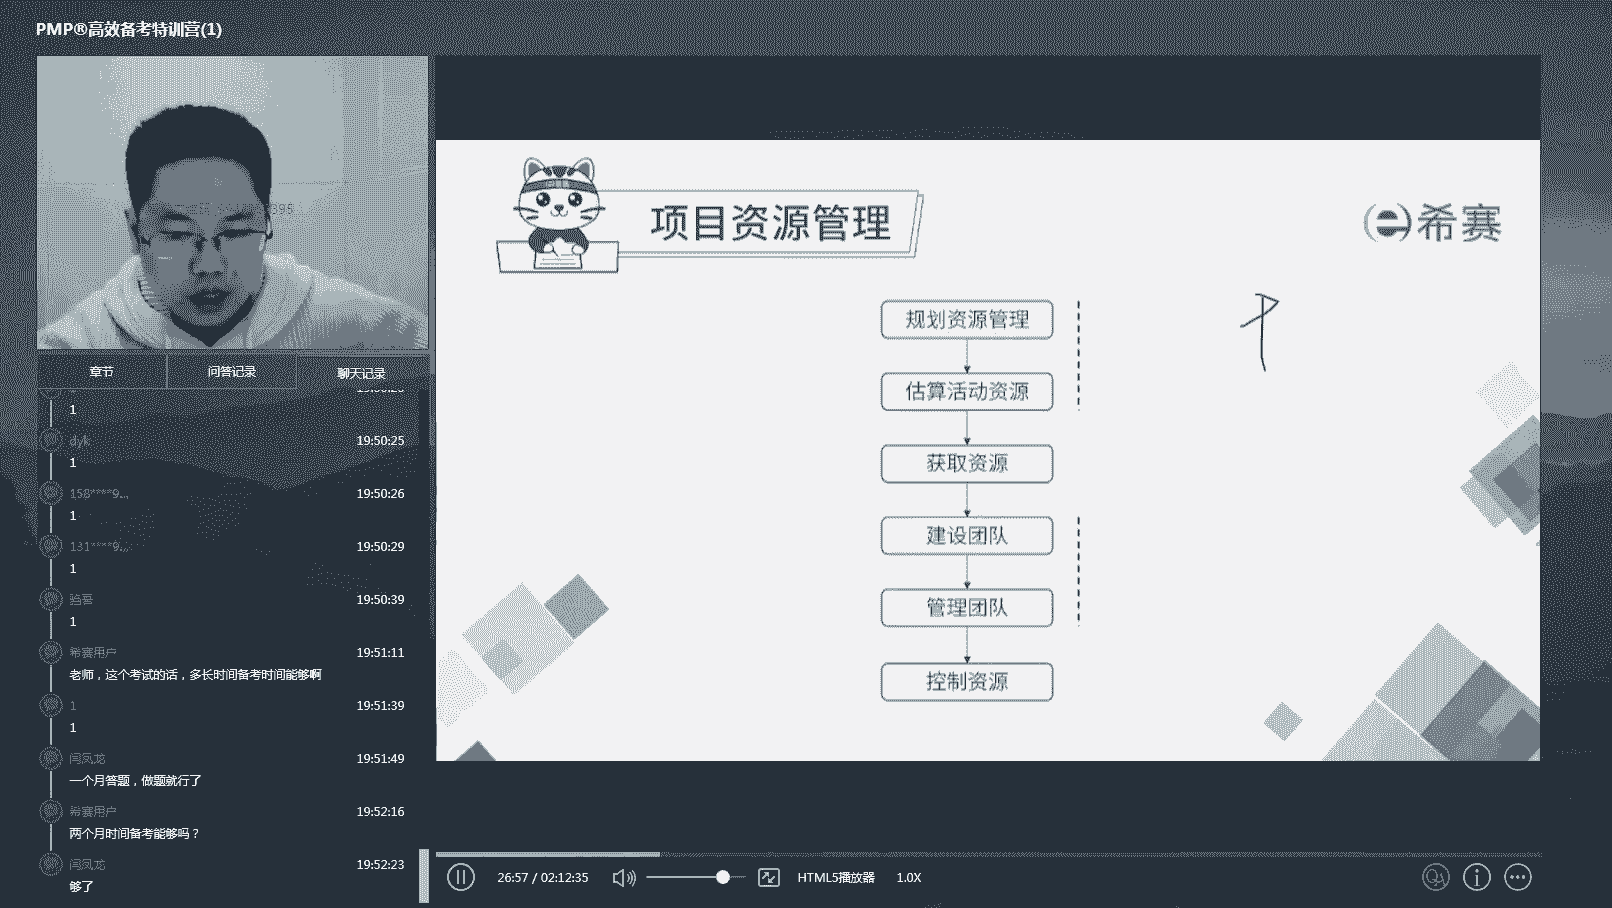 PMP®高效备考特训营(1)
395
项目资源管理
希赛
规划资源管理
估算活动资源
获取资源
建设团队
管理团队
控制资源
章节
问答记录
聊天记录
1
dyk
19:50:25
1
158****9...
19:50:26
1
131****9...
19:50:29
1
19:50:39
1
希赛用户
19:51:11
老师，这个考试的话，多长时间备考时间能够啊
1
19:51:39
1
闫凤龙
19:51:49
一个月答题，做题就行了
希赛用户
19:52:16
两个月时间备考能够吗？
闫凤龙
19:52:23
够了
26:57 / 02:12:35
HTML5播放器
1.0X